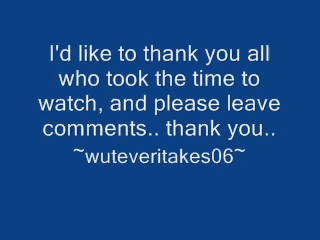 I'd like to thank you all
who took the time to
watch, and please leave
comments.. thank you..
~wuteveritakes06~